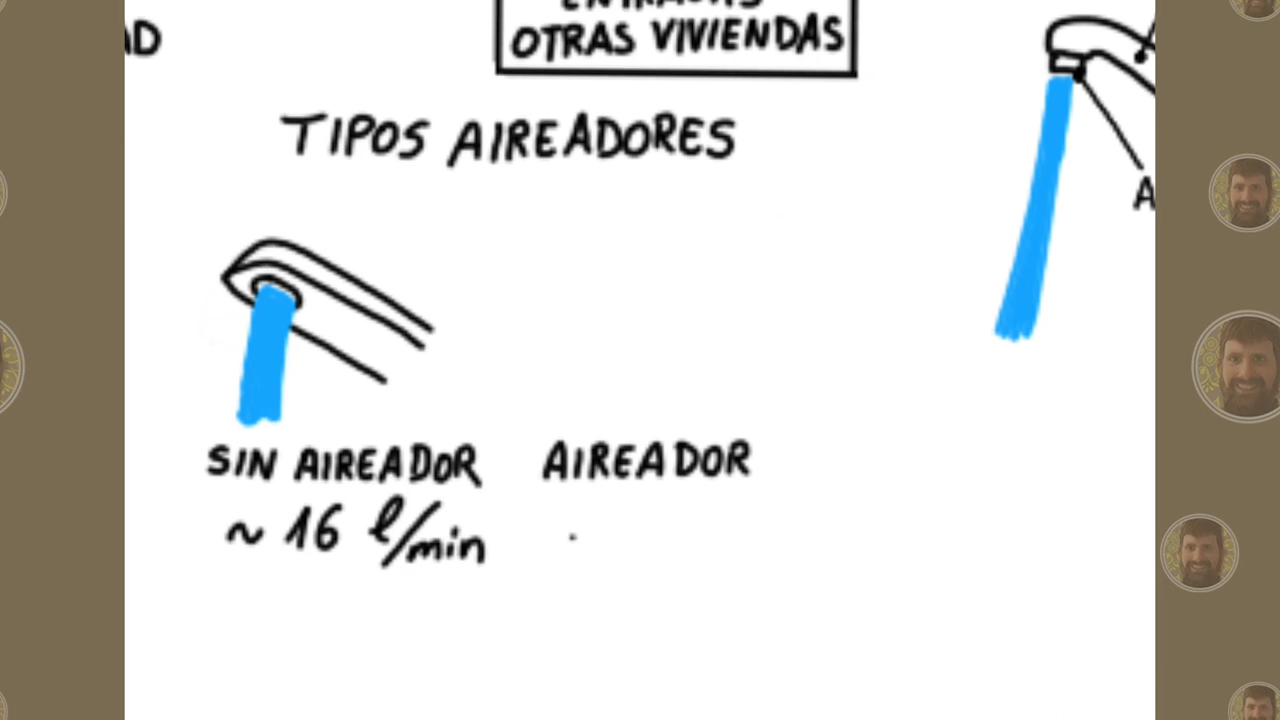 OTRAS VIVIENDAS
TIPOS AIREADORES
SIN AIREADOR
AIREADOR
~ 16 l/min